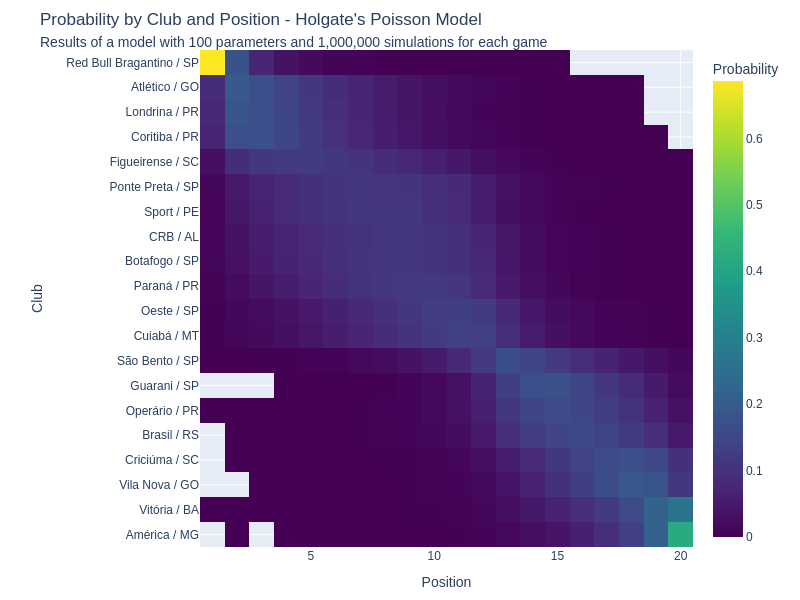 Probability by Club and Position - Holgate's Poisson Model
Results of a model with 100 parameters and 1,000,000 simulations for each game
Probability
Red Bull Bragantino / SP
Atlético / GO
Londrina / PR
Coritiba / PR
Figueirense / SC
Ponte Preta / SP
Sport / PE
CRB / AL
Botafogo / SP
Paraná / PR
Oeste / SP
Cuiabá / MT
São Bento / SP
Guarani / SP
Operário / PR
Brasil / RS
Criciúma / SC
Vila Nova / GO
Vitória / BA
América / MG
Club
5
10
15
20
Position
0.6
0.5
0.4
0.3
0.2
0.1
0